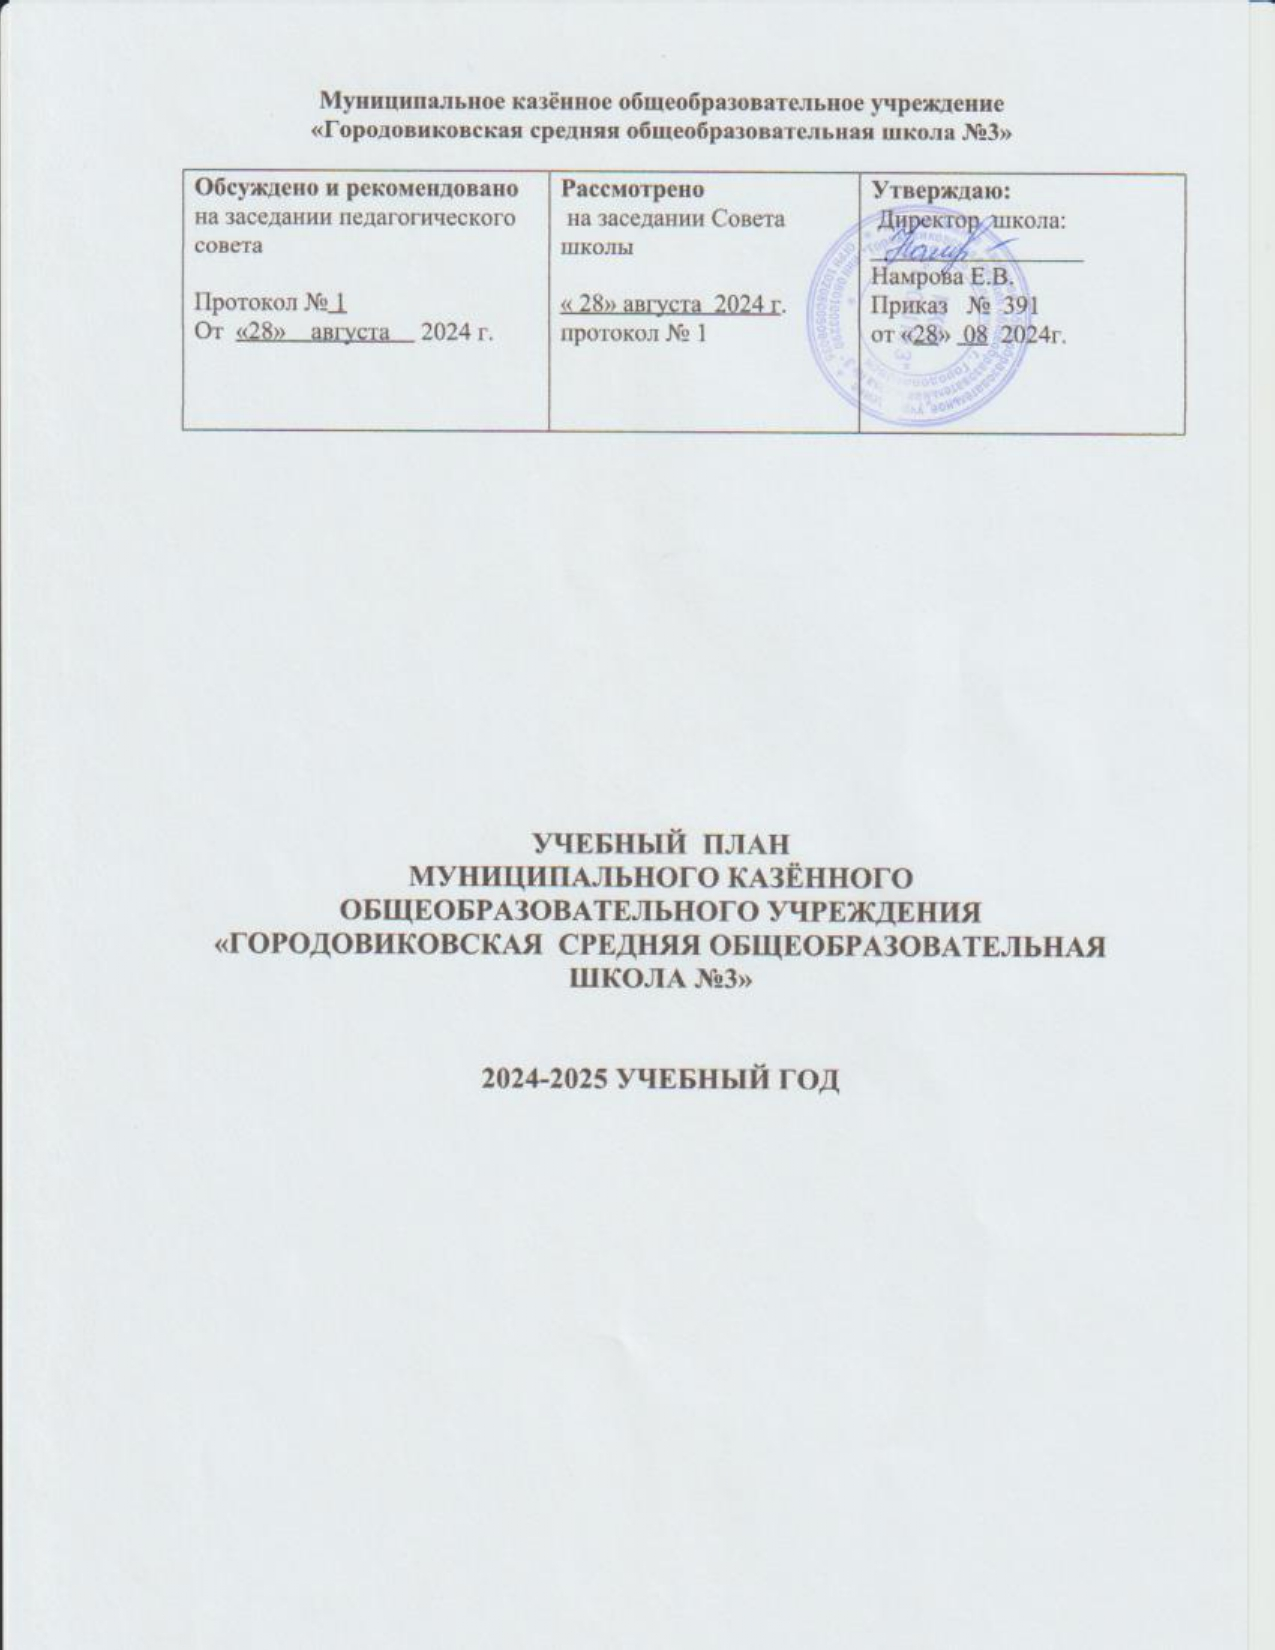 Муниципальное казённое общеобразовательное учреждение
«Городовиковская средняя общеобразовательная школа №3»
Обсуждено и рекомендовано
на заседании педагогического
совета
Протокол № 1
От «28» августа 2024 г.
Рассмотрено
на заседании Совета
школы
« 28» августа 2024 г.
протокол № 1
Утверждаю:
Директор школа:
Намрова Е.В.
Приказ № 391
от «28» 08 2024г.
УЧЕБНЫЙ ПЛАН
МУНИЦИПАЛЬНОГО КАЗЁННОГО
ОБЩЕОБРАЗОВАТЕЛЬНОГО УЧРЕЖДЕНИЯ
«ГОРОДОВИКОВСКАЯ СРЕДНЯЯ ОБЩЕОБРАЗОВАТЕЛЬНАЯ
ШКОЛА №3»
2024-2025 УЧЕБНЫЙ ГОД